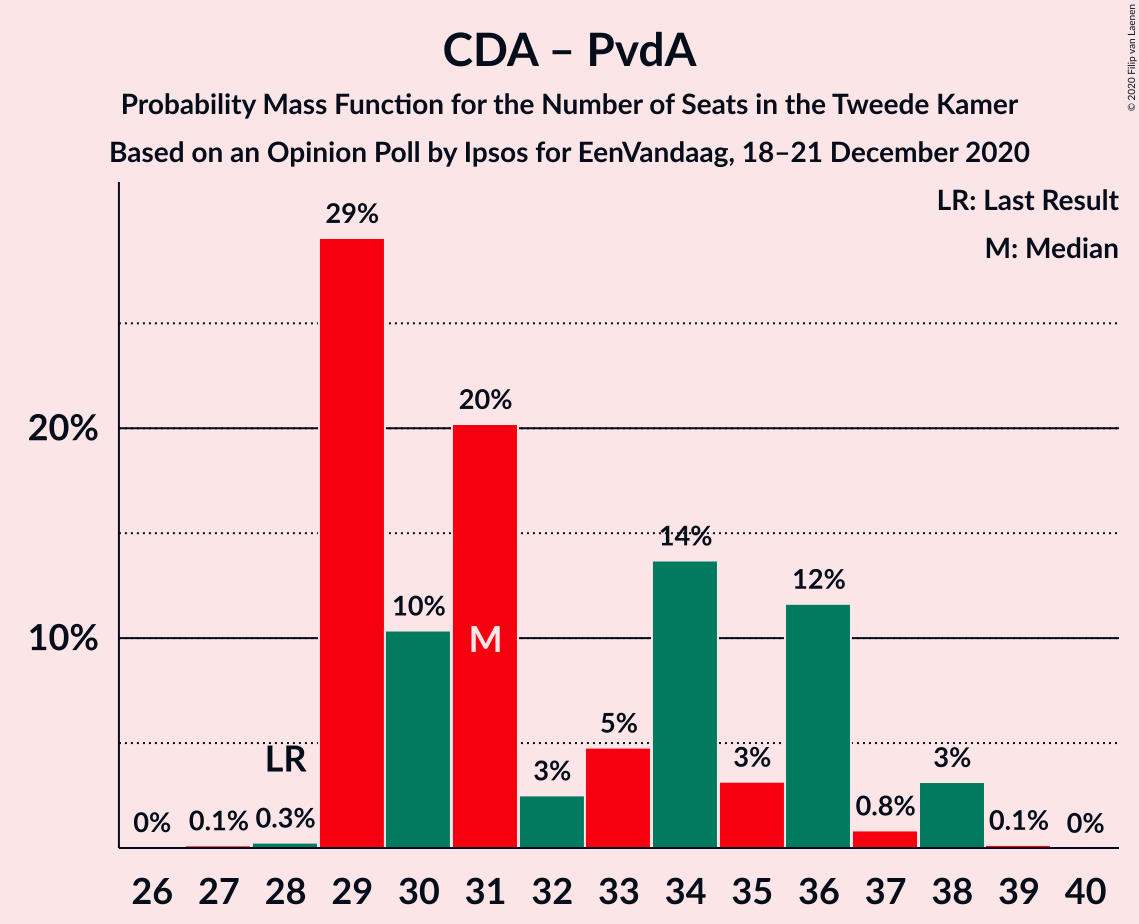 CDA – PvdA
Probability Mass Function for the Number of Seats in the Tweede Kamer
Based on an Opinion Poll by Ipsos for EenVandaag, 18–21 December 2020
© 2020 Filip van Laenen
LR: Last Result
M: Median
29%
20%
20%
14%
12%
10%
10%
M
5%
LR
3%
3%
3%
0%
0.1%
0.3%
0.8%
0.1%
0%
26 27 28 29 30 31 32 33 34 35 36 37 38 39 40